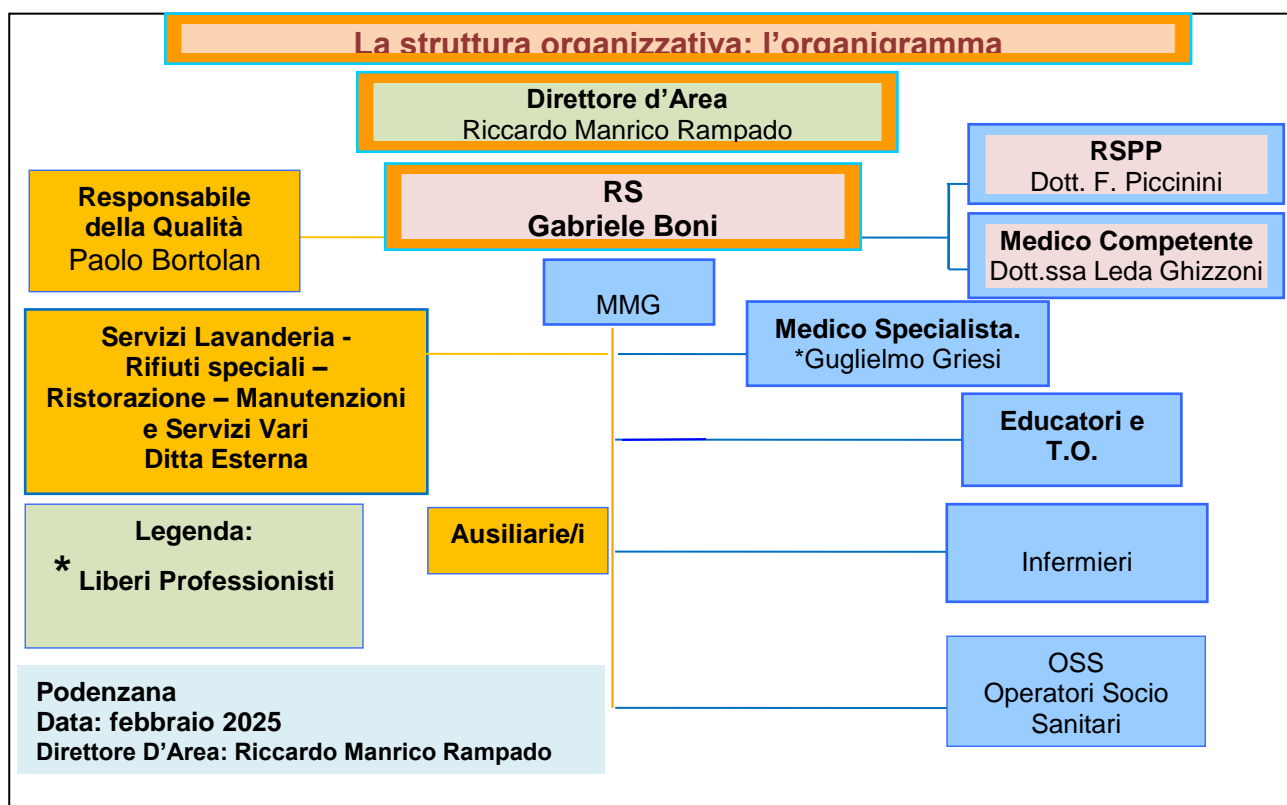 La struttura organizzativa: l'organigramma
Direttore d'Area
Riccardo Manrico Rampado
RSPP
Dott. F. Piccinini
Responsabile
della Qualità
Paolo Bortolan
RS
Gabriele Boni
Medico Competente
Dott.ssa Leda Ghizzoni
MMG
Servizi Lavanderia -
Rifiuti speciali –
Ristorazione – Manutenzioni
e Servizi Vari
Ditta Esterna
Medico Specialista.
*Guglielmo Griesi
Educatori e
T.O.
Legenda:
* Liberi Professionisti
Ausiliarie/i
Infermieri
OSS
Operatori Socio
Sanitari
Podenzana
Data: febbraio 2025
Direttore D'Area: Riccardo Manrico Rampado